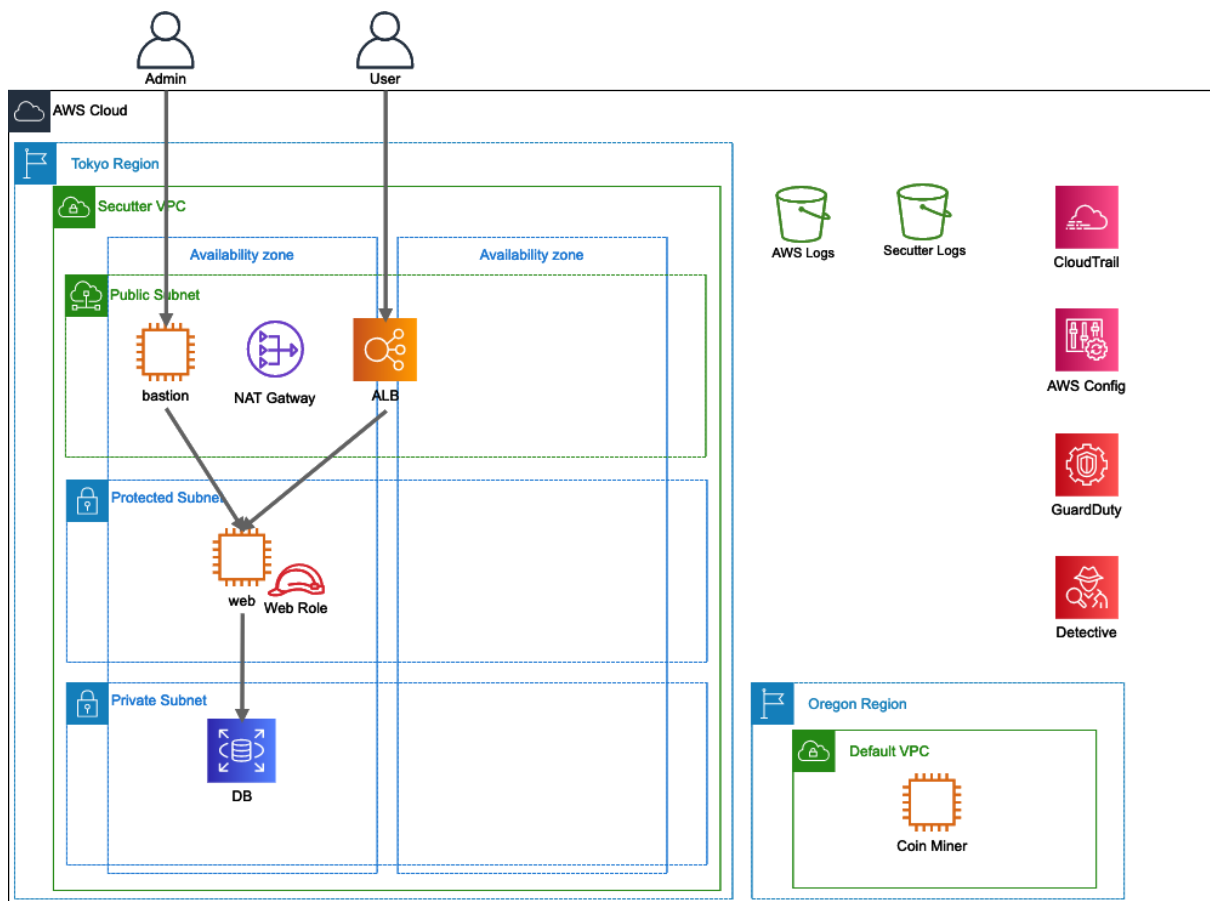 Admin
User
AWS Cloud
Tokyo Region
Secutter VPC
Availability zone
Availability zone
Public Subnet
bastion
NAT Gatway
ALB
Protected Subnet
web
Web Role
Private Subnet
DB
AWS Logs
Secutter Logs
CloudTrail
AWS Config
GuardDuty
Detective
Oregon Region
Default VPC
Coin Miner